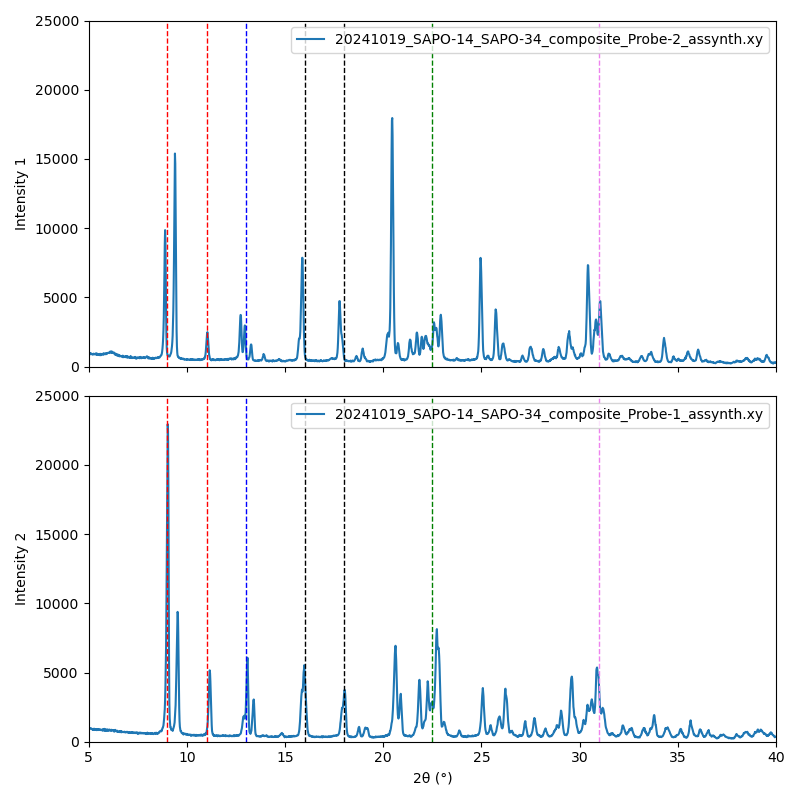 25000
20000
15000
10000
5000
0
Intensity 1
20241019_SAPO-14_SAPO-34_composite_Probe-2_assynth.xy
25000
20000
15000
10000
5000
0
Intensity 2
20241019_SAPO-14_SAPO-34_composite_Probe-1_assynth.xy
5 10 15 20 25 30 35 40
2θ (°)